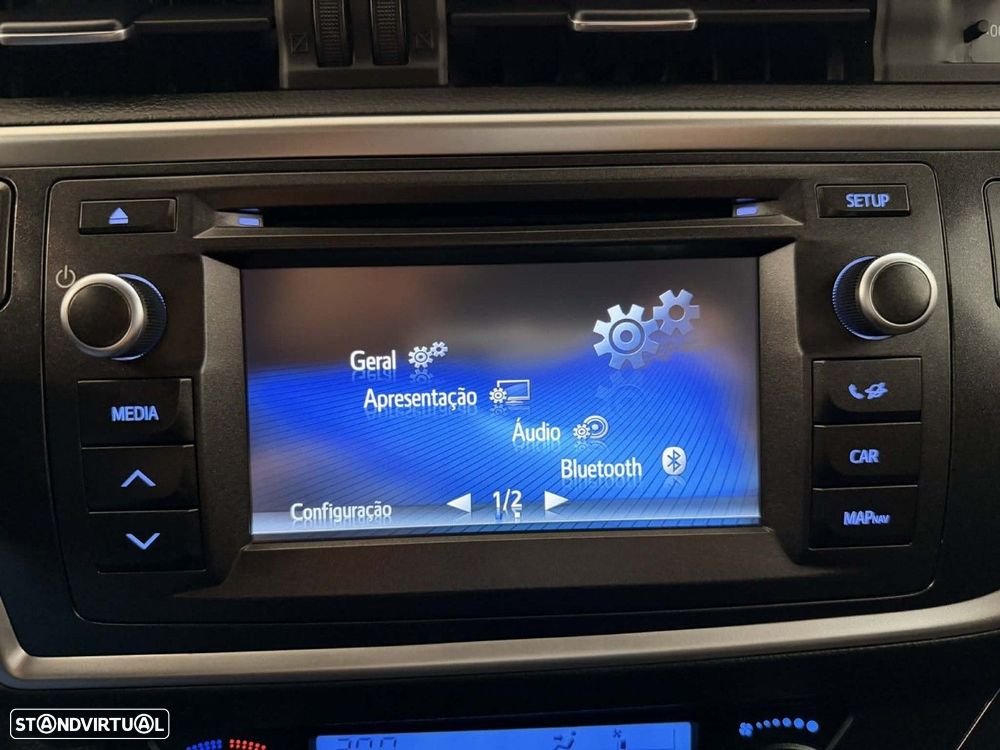 SETUP
MEDIA
Geral
Apresentação
Áudio
Bluetooth
Configuração
1/2
CAR
MAPNAV
STANDVIRTUAL